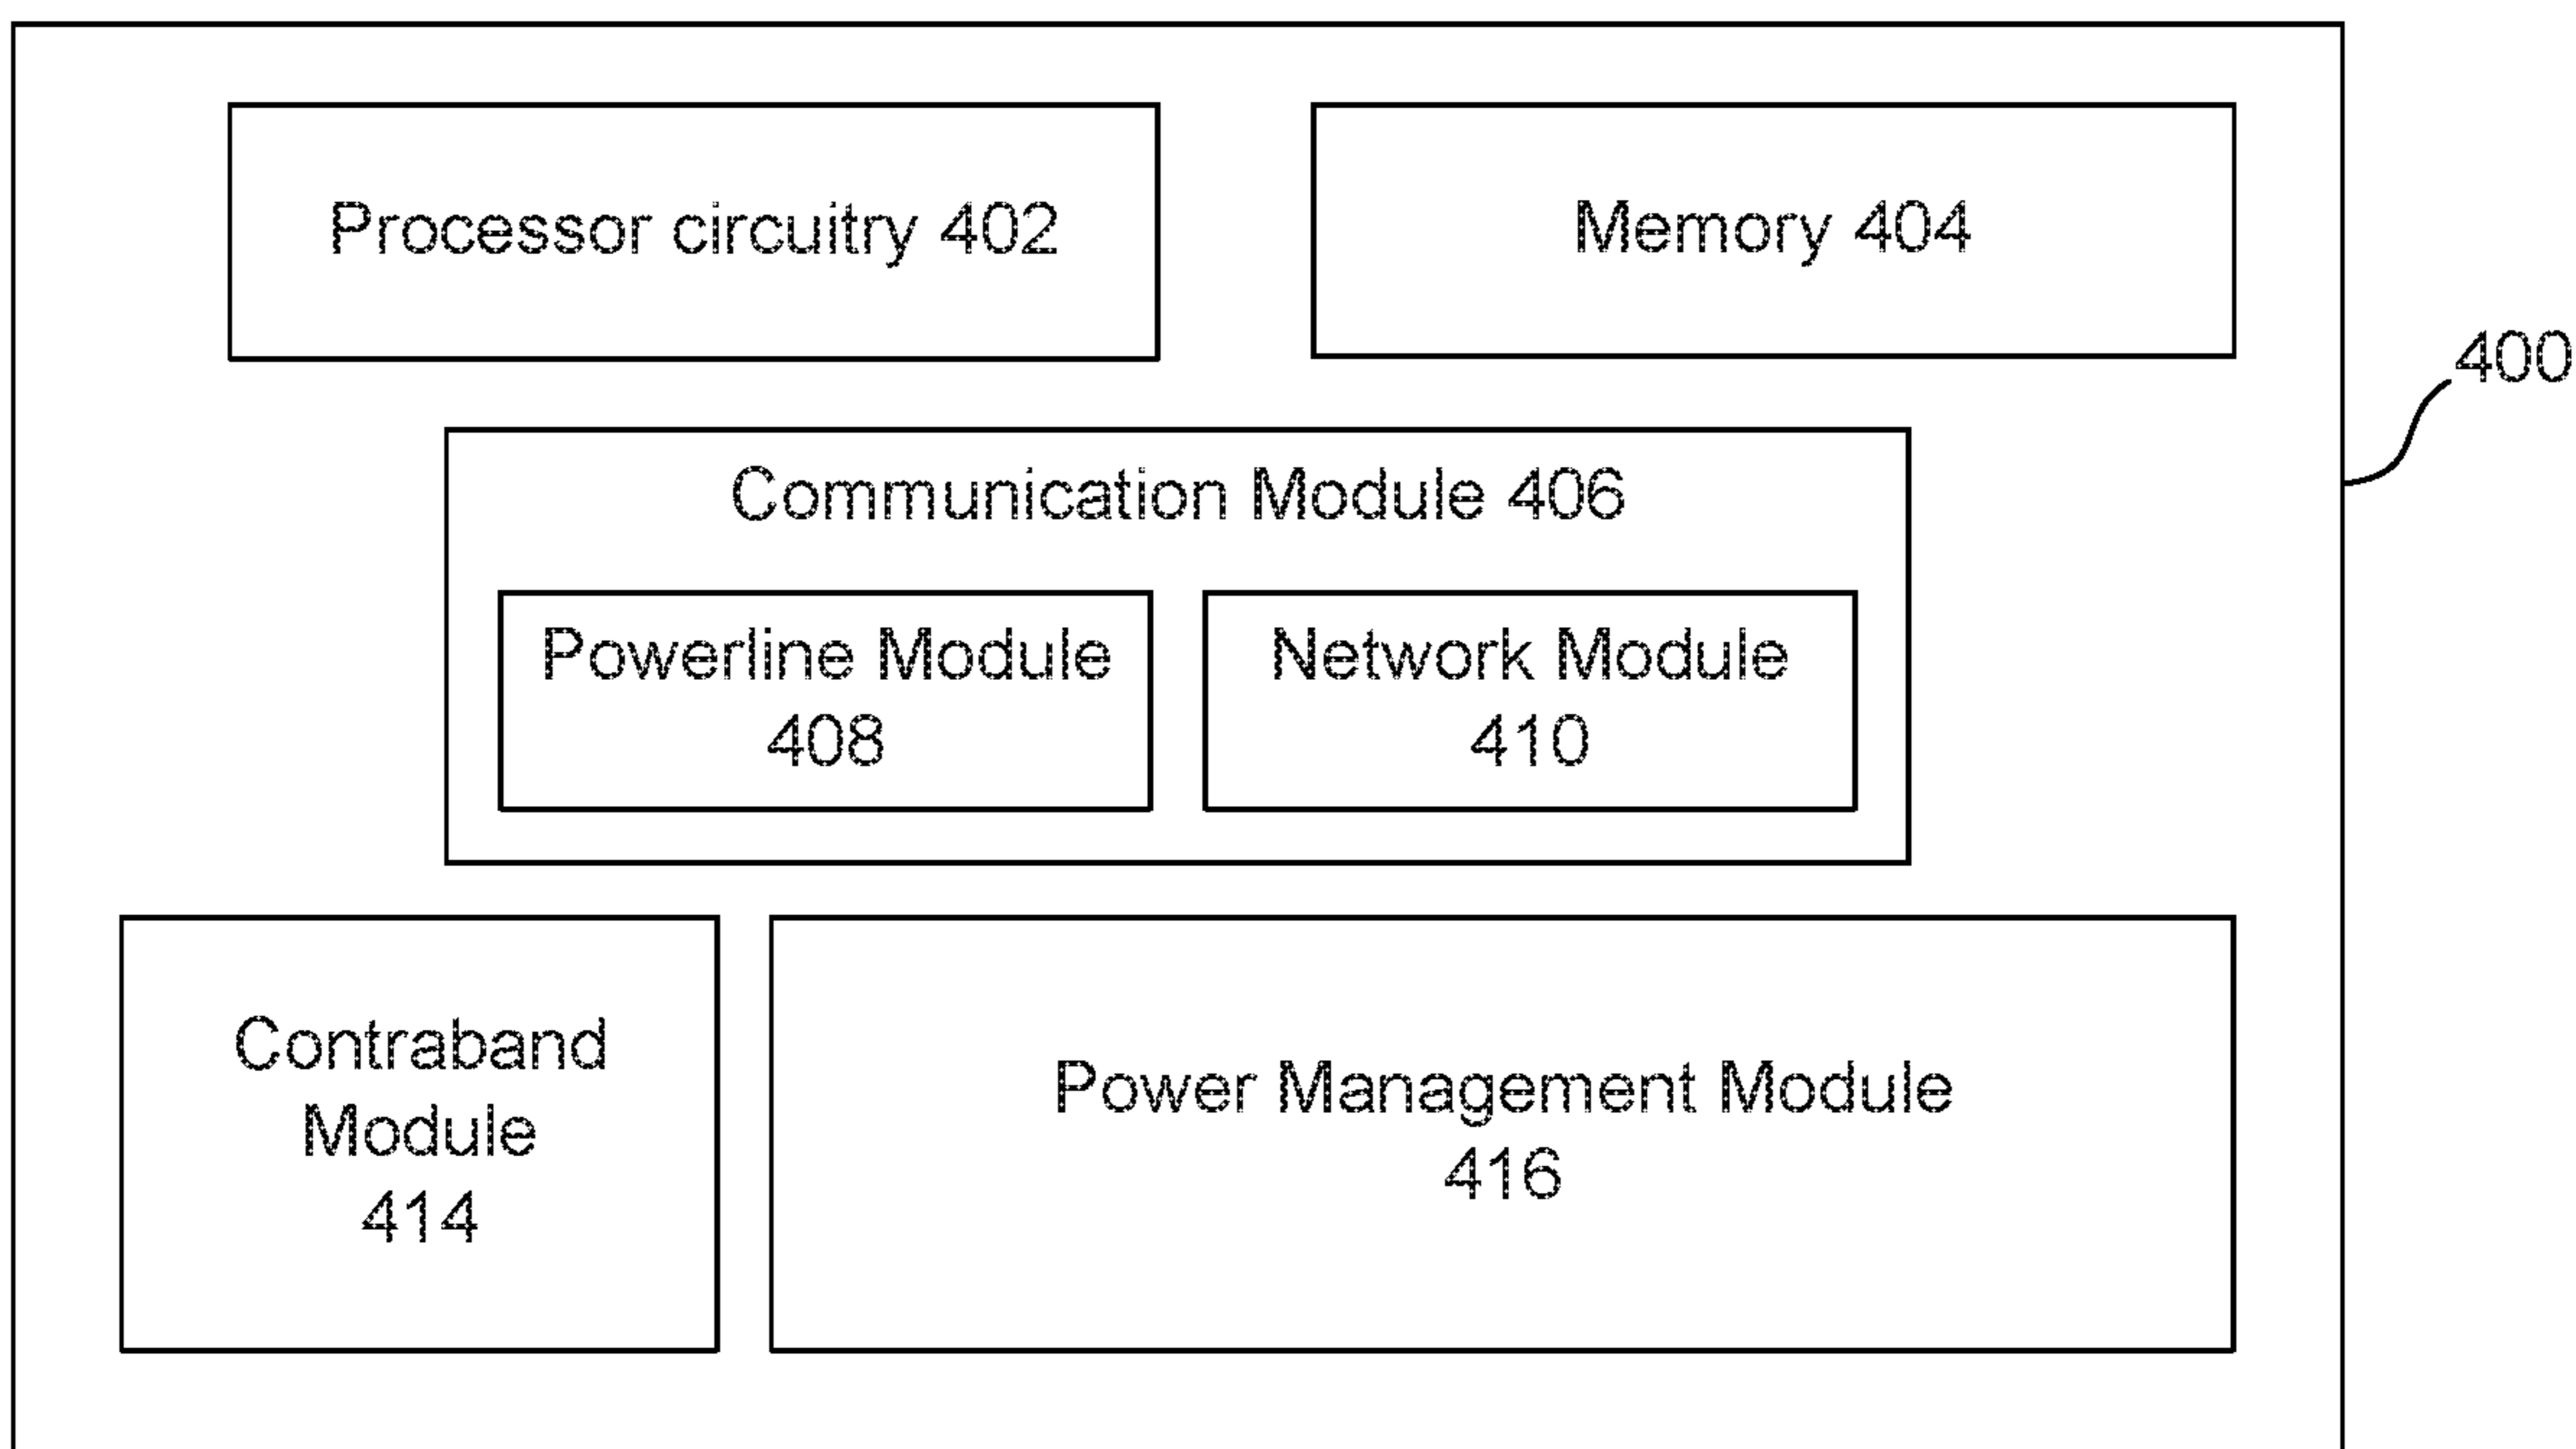 Processor circuitry 402
Memory 404
400
Communication Module 406
Powerline Module
408
Network Module
410
Contraband
Module
414
Power Management Module
416